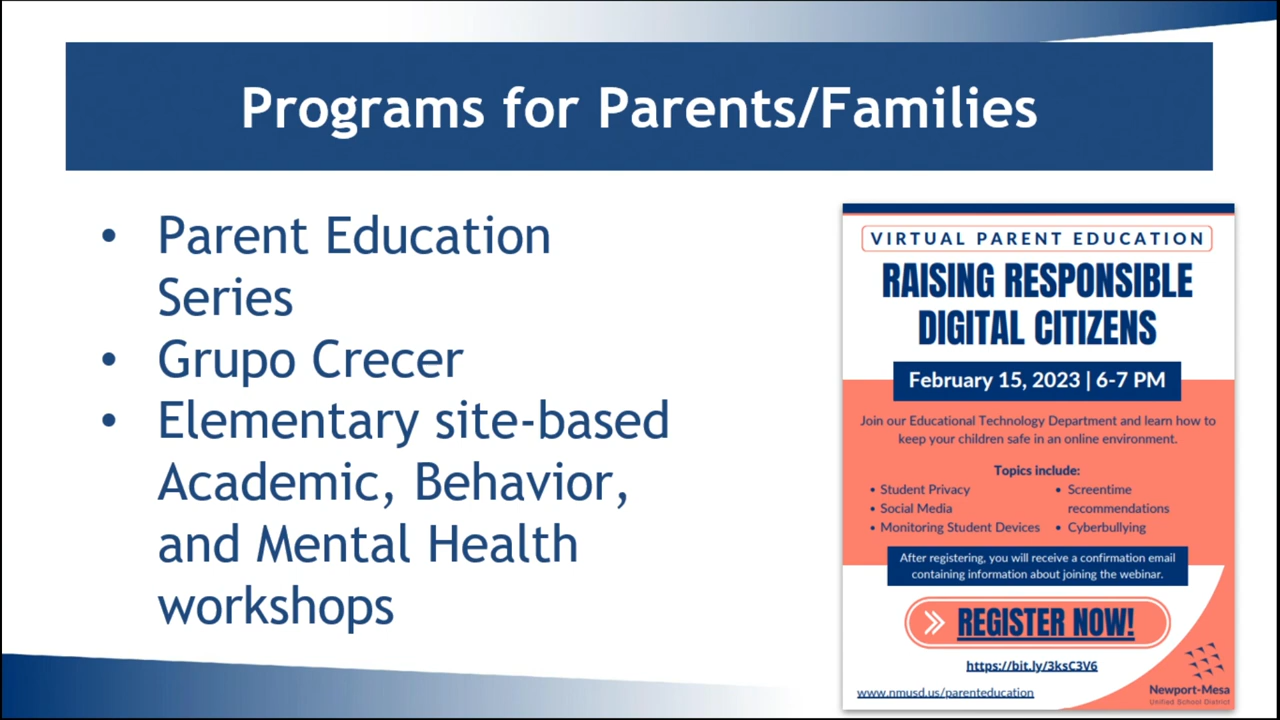 Programs for Parents/Families
• Parent Education
Series
• Grupo Crecer
• Elementary site-based
Academic, Behavior,
and Mental Health
workshops
VIRTUAL PARENT EDUCATION
RAISING RESPONSIBLE
DIGITAL CITIZENS
February 15, 2023 | 6-7 PM
Join our Educational Technology Department and learn how to
keep your children safe in an online environment.
Topics include:
• Student Privacy
• Social Media
• Monitoring Student Devices
• Screentime
recommendations
• Cyberbullying
After registering, you will receive a confirmation email
containing information about joining the webinar.
REGISTER NOW!
https://bit.ly/3ksC3V6
www.nmusd.us/parenteducation
Newport-Mesa
Unified School District